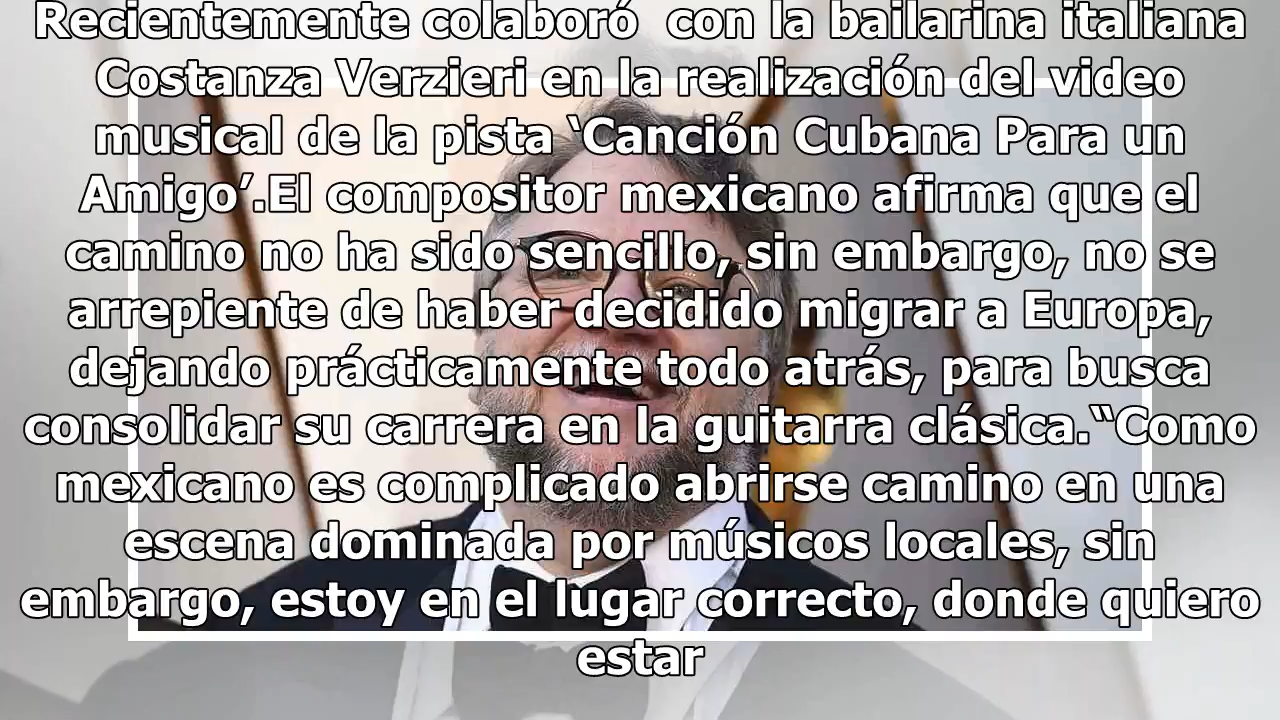 Recientemente colaboró  con la bailarina italiana
Costanza Verzieri en la realización del video
musical de la pista ‘Canción Cubana Para un
Amigo’.El compositor mexicano afirma que el
camino no ha sido sencillo, sin embargo, no se
arrepiente de haber decidido migrar a Europa,
dejando prácticamente todo atrás, para busca
consolidar su carrera en la guitarra clásica.“Como
mexicano es complicado abrirse camino en una
escena dominada por músicos locales, sin
embargo, estoy en el lugar correcto, donde quiero
estar